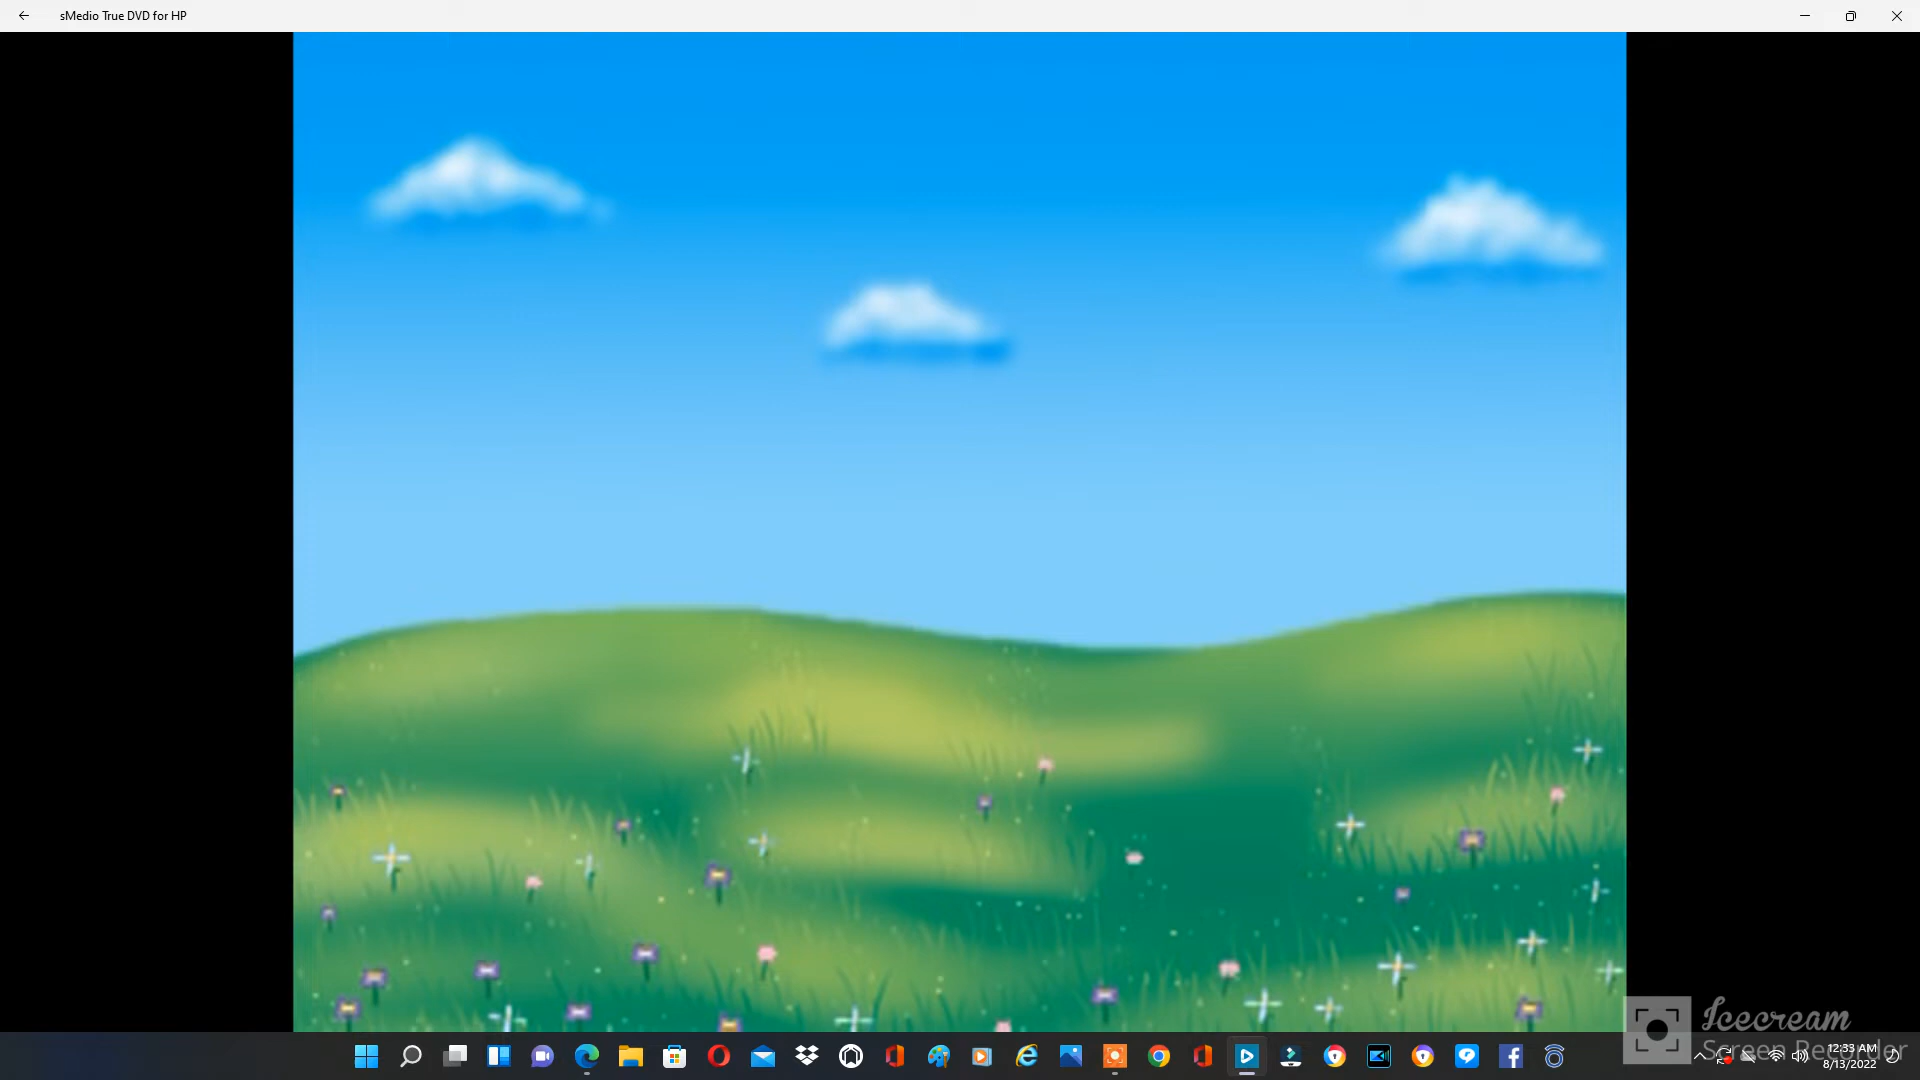 sMedio True DVD for HP
Icecream
Screen Recorder
12:33 AM
8/13/2022